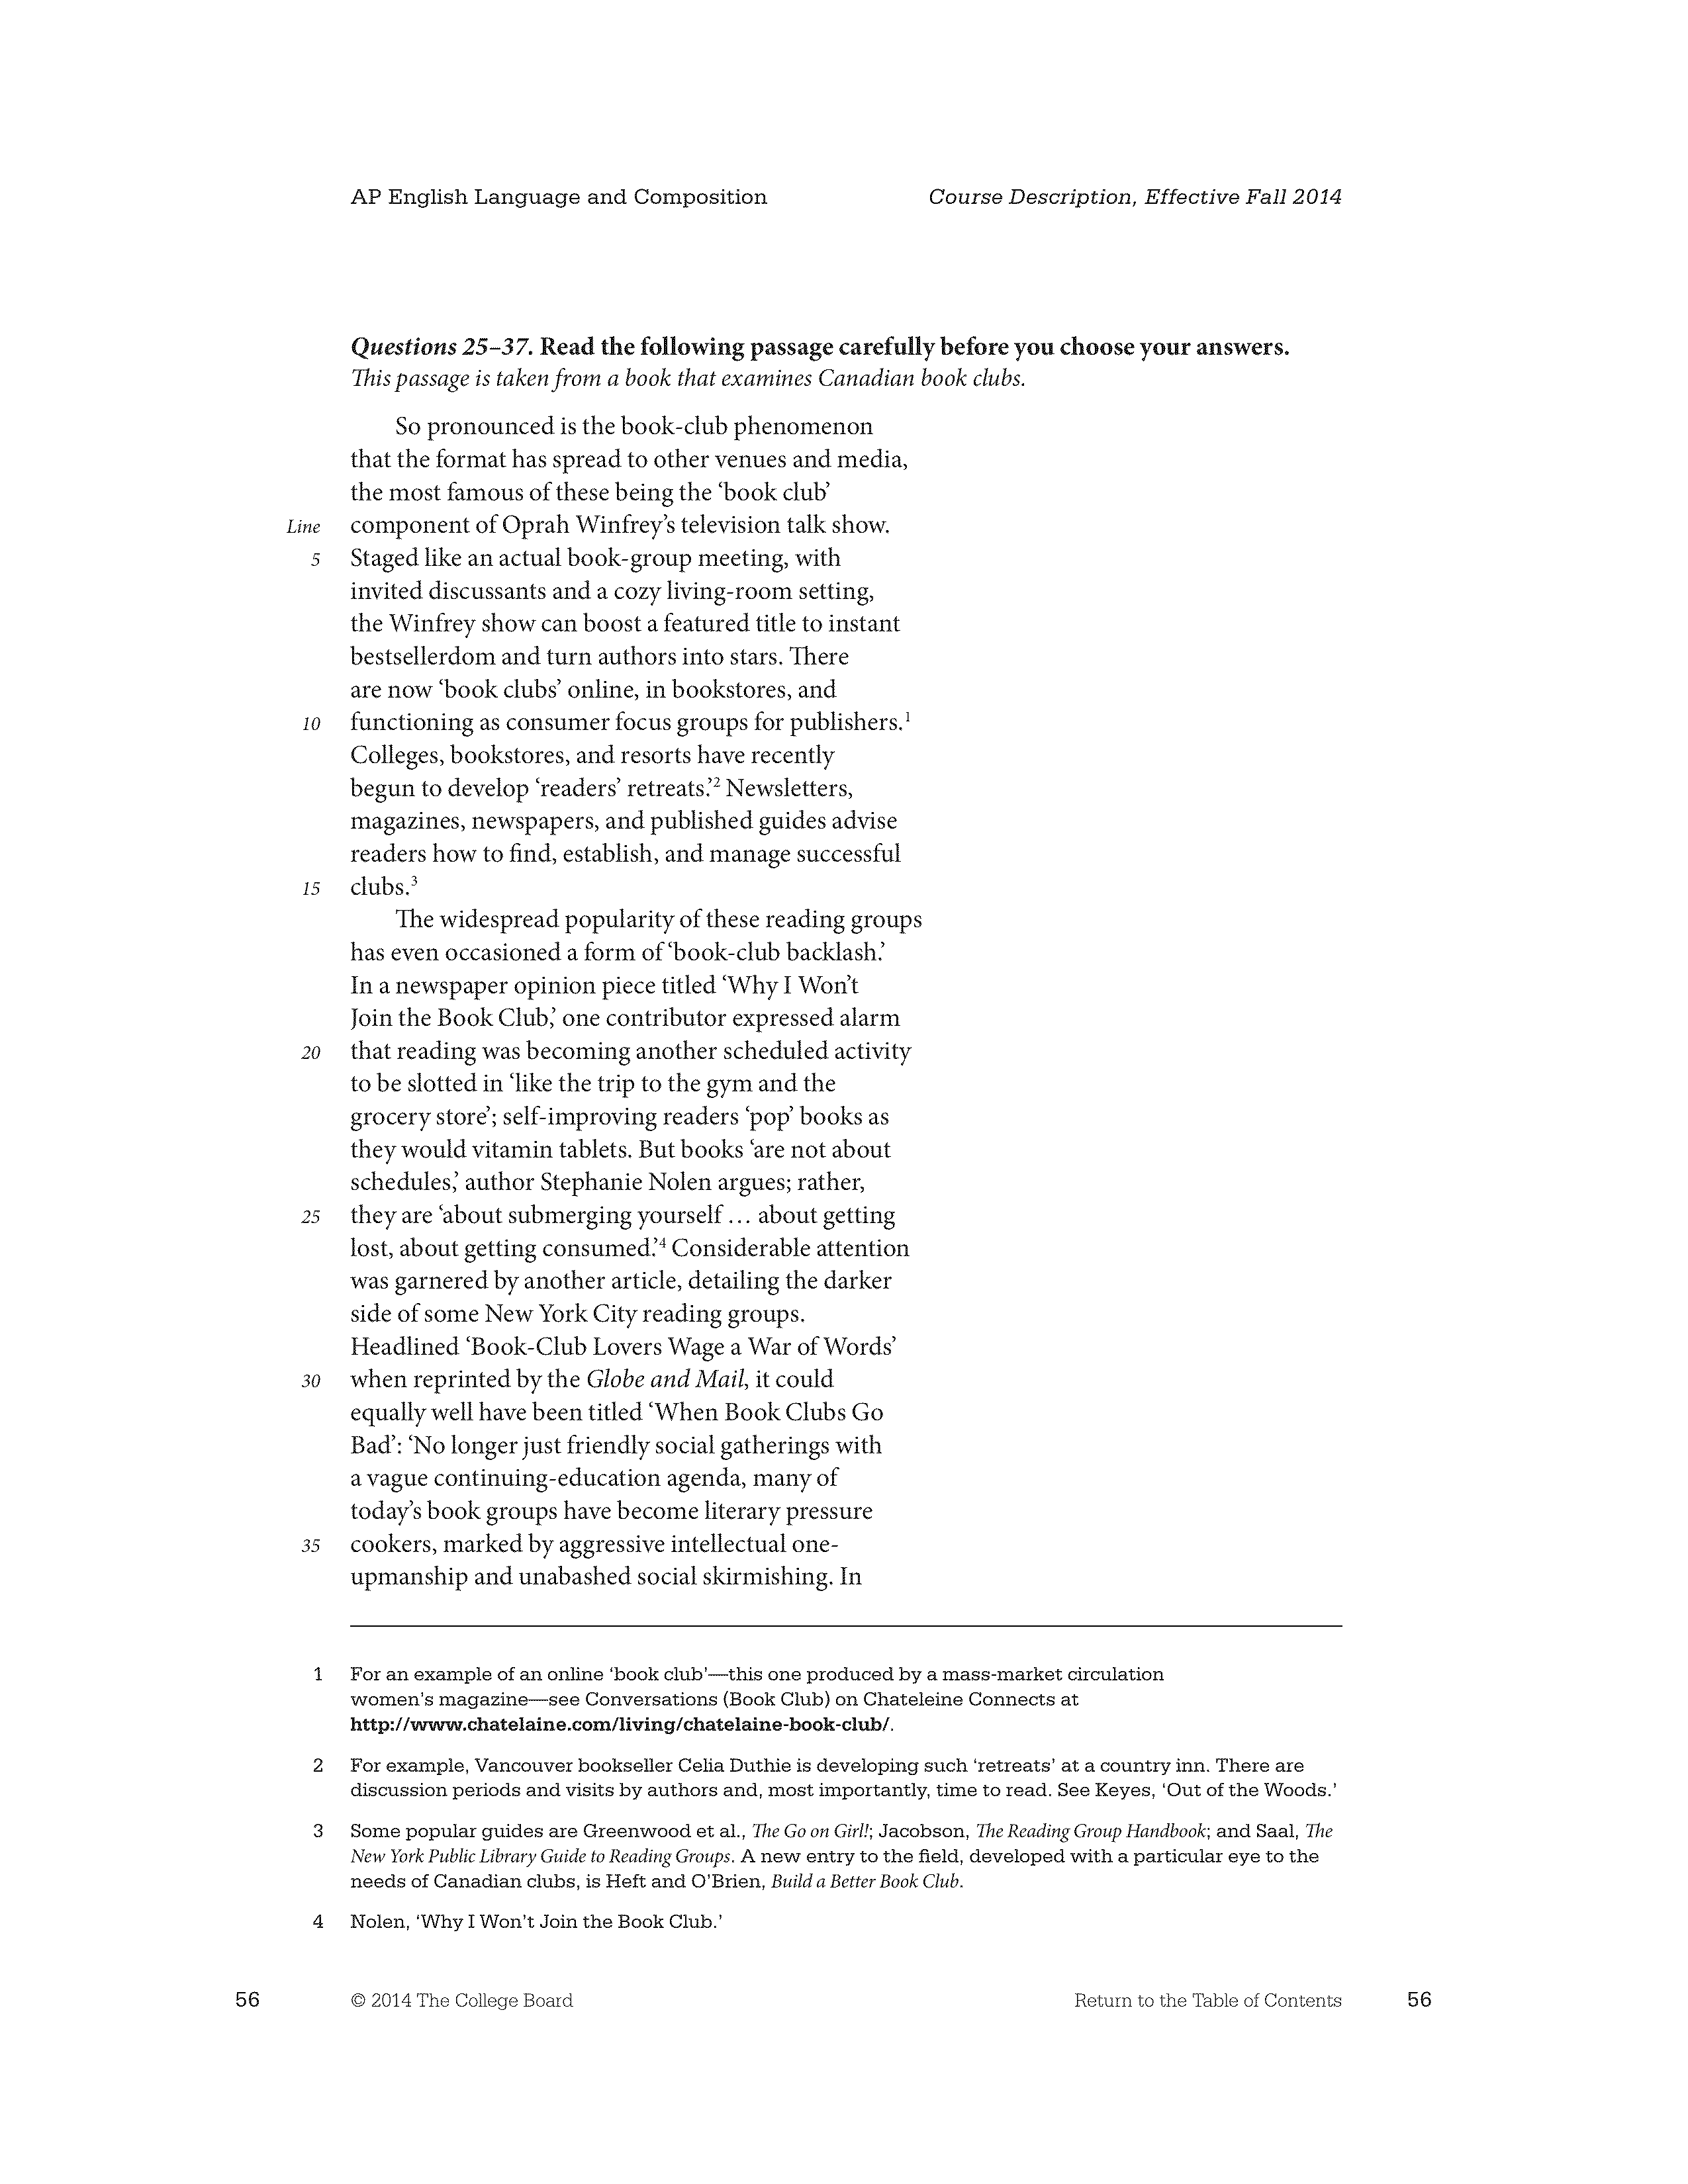 AP English Language and Composition
Course Description, Effective Fall 2014
Questions 25–37. Read the following passage carefully before you choose your answers.
This passage is taken from a book that examines Canadian book clubs.
So pronounced is the book-club phenomenon
that the format has spread to other venues and media,
the most famous of these being the ‘book club’
Line component of Oprah Winfrey’s television talk show.
5 Staged like an actual book-group meeting, with
invited discussants and a cozy living-room setting,
the Winfrey show can boost a featured title to instant
bestsellerdom and turn authors into stars. There
are now ‘book clubs’ online, in bookstores, and
10 functioning as consumer focus groups for publishers.1
Colleges, bookstores, and resorts have recently
begun to develop ‘readers’ retreats.’2 Newsletters,
magazines, newspapers, and published guides advise
readers how to find, establish, and manage successful
15 clubs.3
The widespread popularity of these reading groups
has even occasioned a form of ‘book-club backlash.’
In a newspaper opinion piece titled ‘Why I Won’t
Join the Book Club,’ one contributor expressed alarm
20 that reading was becoming another scheduled activity
to be slotted in ‘like the trip to the gym and the
grocery store’; self-improving readers ‘pop’ books as
they would vitamin tablets. But books ‘are not about
schedules,’ author Stephanie Nolen argues; rather,
25 they are ‘about submerging yourself … about getting
lost, about getting consumed.’4 Considerable attention
was garnered by another article, detailing the darker
side of some New York City reading groups.
Headlined ‘Book-Club Lovers Wage a War of Words’
30 when reprinted by the Globe and Mail, it could
equally well have been titled ‘When Book Clubs Go
Bad’: ‘No longer just friendly social gatherings with
a vague continuing-education agenda, many of
today’s book groups have become literary pressure
35 cookers, marked by aggressive intellectual one-
upmanship and unabashed social skirmishing. In
1 For an example of an online ‘book club’—this one produced by a mass-market circulation
women’s magazine—see Conversations (Book Club) on Chateleine Connects at
http://www.chatelaine.com/living/chatelaine-book-club/.
2 For example, Vancouver bookseller Celia Duthie is developing such ‘retreats’ at a country inn. There are
discussion periods and visits by authors and, most importantly, time to read. See Keyes, ‘Out of the Woods.’
3 Some popular guides are Greenwood et al., The Go on Girl!; Jacobson, The Reading Group Handbook; and Saal, The
New York Public Library Guide to Reading Groups. A new entry to the field, developed with a particular eye to the
needs of Canadian clubs, is Heft and O’Brien, Build a Better Book Club.
4 Nolen, ‘Why I Won’t Join the Book Club.’
56 © 2014 The College Board
Return to the Table of Contents 56